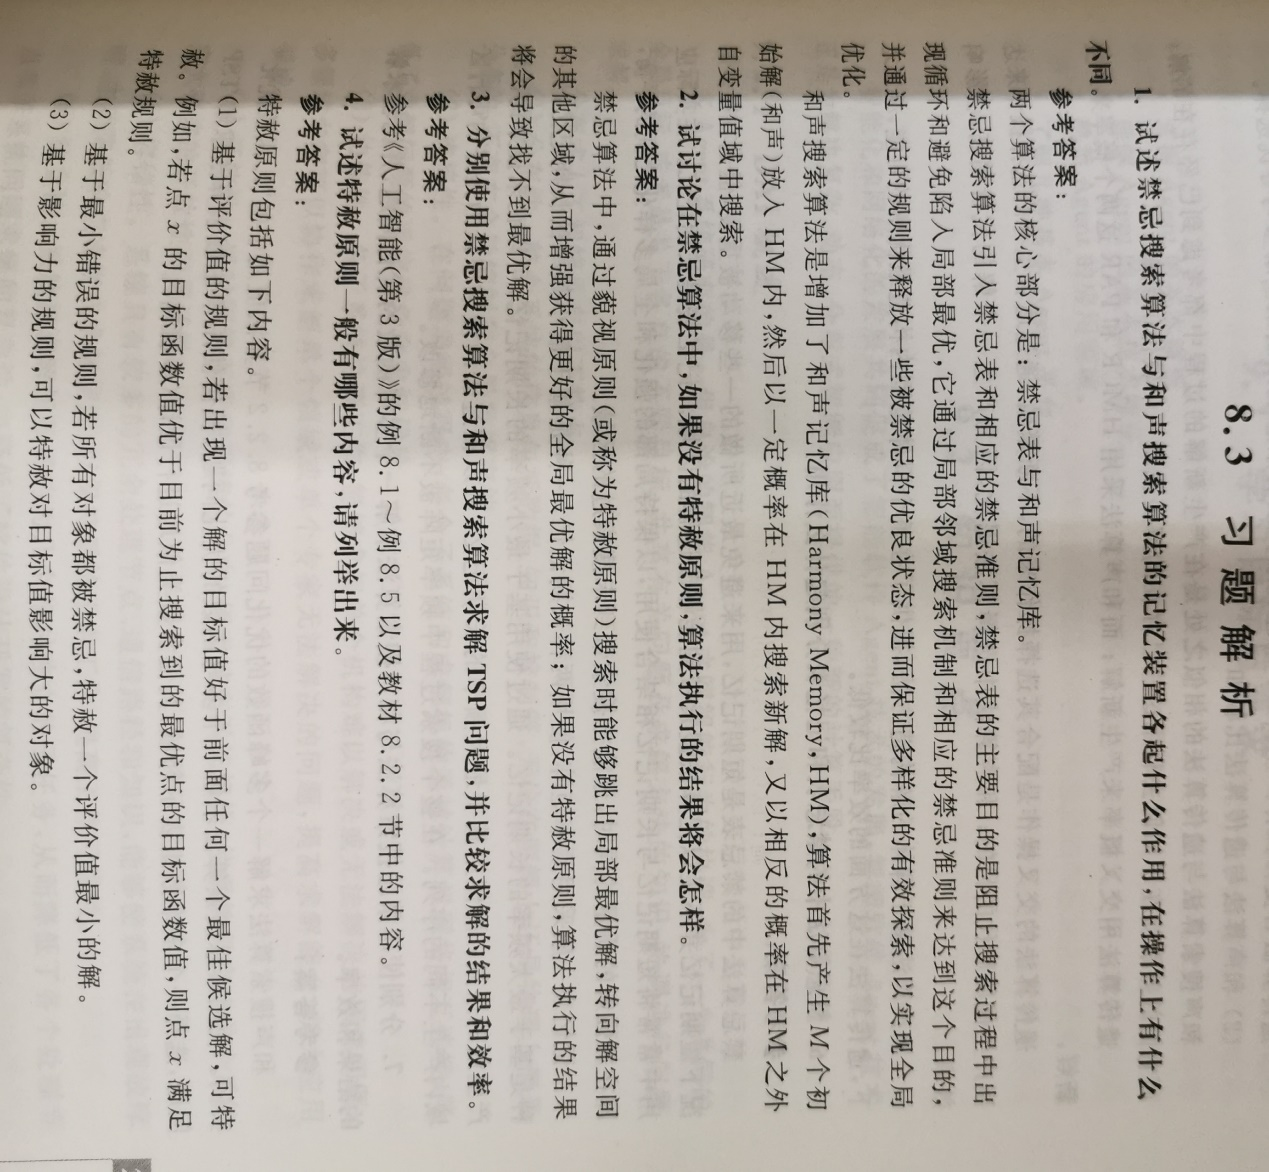 8.3 习题解析
1. 试述禁忌搜索算法与和声搜索算法的记忆装置各起什么作用,在操作上有什么
不同。
参考答案:
两个算法的核心部分是:禁忌表与和声记忆库。
禁忌搜索算法引入禁忌表和相应的禁忌准则,禁忌表的主要目的是阻止搜索过程中出
现循环和避免陷入局部最优,它通过局部邻域搜索机制和相应的禁忌准则来达到这个目的,
并通过一定的规则来释放一些被禁忌的优良状态,进而保证多样化的有效探索,以实现全局
优化。
和声搜索算法是增加了和声记忆库(Harmony Memory,HM),算法首先产生 M 个初
始解(和声)放入 HM 内,然后以一定概率在 HM 内搜索新解,又以相反的概率在 HM 之外
自变量值域中搜索。
2. 试讨论在禁忌算法中,如果没有特赦原则,算法执行的结果将会怎样。
参考答案:
禁忌算法中,通过藐视原则(或称为特赦原则)搜索时能够跳出局部最优解,转向解空间
的其他区域,从而增强获得更好的全局最优解的概率;如果没有特赦原则,算法执行的结果
将会导致找不到最优解。
3. 分别使用禁忌搜索算法与和声搜索算法求解 TSP 问题,并比较求解的结果和效率。
参考答案:
参考《人工智能(第 3 版)》的例 8.1~例 8.5 以及教材 8.2.2 节中的内容。
4. 试述特赦原则一般有哪些内容,请列举出来。
参考答案:
特赦原则包括如下内容。
(1) 基于评价值的规则,若出现一个解的目标值好于前面任何一个最佳候选解,可特
赦。例如,若点 x 的目标函数值优于目前为止搜索到的最优点的目标函数值,则点 x 满足
特赦规则。
(2) 基于最小错误的规则,若所有对象都被禁忌,特赦一个评价值最小的解。
(3) 基于影响力的规则,可以特赦对目标值影响大的对象。